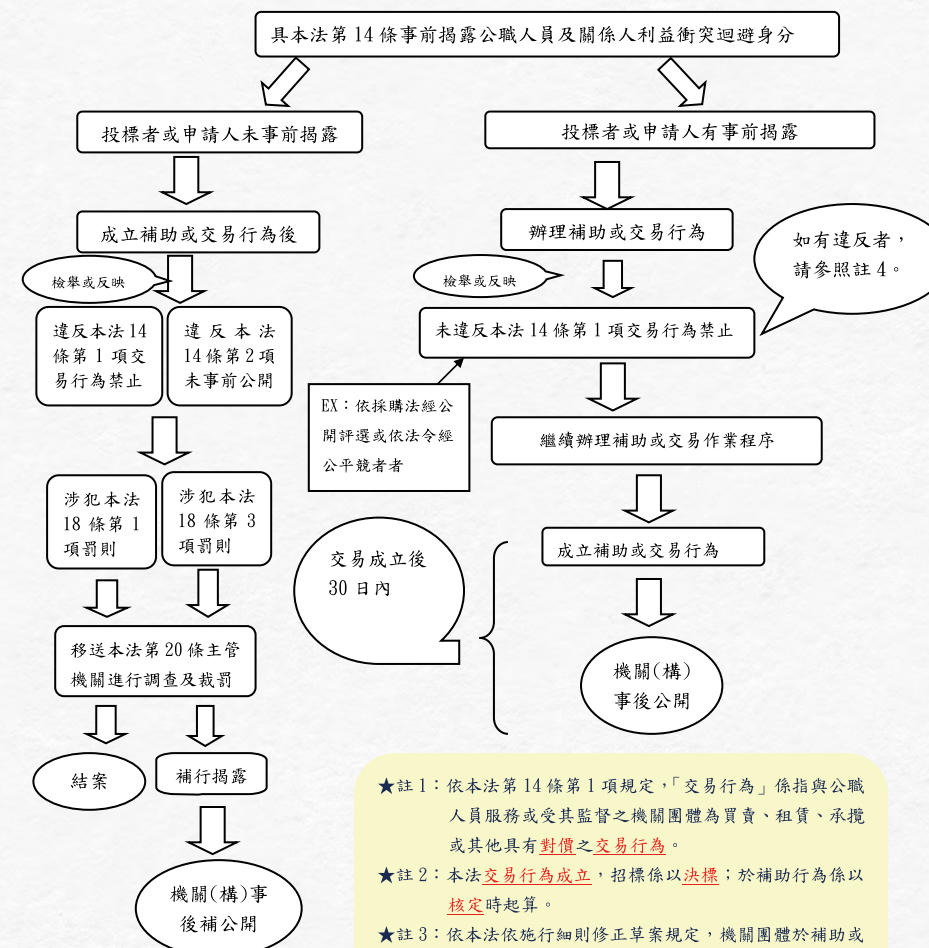 具本法第 14 條事前揭露公職人員及關係人利益衝突迴避身分
投標者或申請人未事前揭露
投標者或申請人有事前揭露
成立補助或交易行為後
辦理補助或交易行為
如有違反者，
請參照註 4。
檢舉或反映
檢舉或反映
違反本法 14
條第 1 項交
易行為禁止
違反本法
14 條第 2 項
未事前公開
未違反本法 14 條第 1 項交易行為禁止
EX：依採購法經公
開評選或依法令經
公平競者者
繼續辦理補助或交易作業程序
涉犯本法
18 條第 1
項罰則
涉犯本法
18 條第 3
項罰則
交易成立後
30 日內
成立補助或交易行為
移送本法第 20 條主管
機關進行調查及裁罰
機關(構)
事後公開
結案
補行揭露
機關(構)事
後補公開
★註 1：依本法第 14 條第 1 項規定，「交易行為」係指與公職
人員服務或受其監督之機關團體為買賣、租賃、承攬
或其他具有對價之交易行為。
★註 2：本法交易行為成立，招標係以決標；於補助行為係以
核定時起算。
★註 3：依本法依施行細則修正草案規定，機關團體於補助或